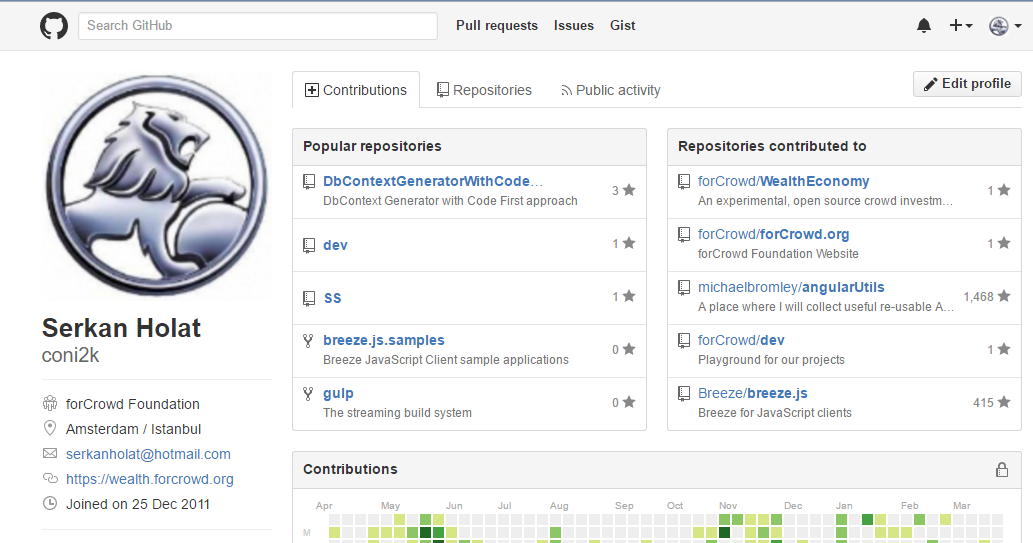 Search GitHub
Pull requests Issues Gist
Contributions Repositories Public activity
Edit profile
Serkan Holat
coni2k
forCrowd Foundation
Amsterdam / Istanbul
serkanholat@hotmail.com
https://wealth.forcrowd.org
Joined on 25 Dec 2011
Popular repositories
DbContextGeneratorWithCode… 3
DbContext Generator with Code First approach
dev 1
SS 1
breeze.js.samples 0
Breeze JavaScript Client sample applications
gulp 0
The streaming build system
Repositories contributed to
forCrowd/WealthEconomy 1
An experimental, open source crowd investm…
forCrowd/forCrowd.org 1
forCrowd Foundation Website
michaelbromley/angularUtils 1,468
A place where I will collect useful re-usable A…
forCrowd/dev 1
Playground for our projects
Breeze/breeze.js 415
Breeze for JavaScript clients
Contributions
Apr May Jun Jul Aug Sep Oct Nov Dec Jan Feb Mar
M